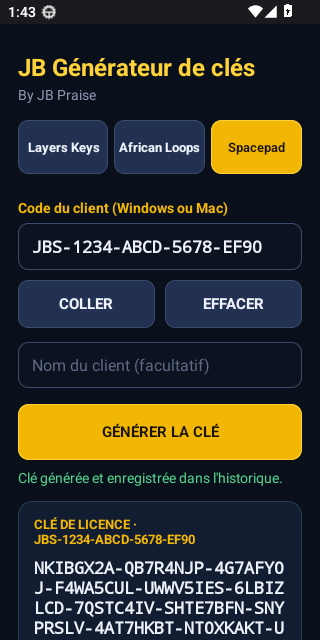 1:43
JB Générateur de clés
By JB Praise
Layers Keys
African Loops
Spacepad
Code du client (Windows ou Mac)
JBS-1234-ABCD-5678-EF90
COLLER
EFFACER
Nom du client (facultatif)
GÉNÉRER LA CLÉ
Clé générée et enregistrée dans l'historique.
CLÉ DE LICENCE ·
JBS-1234-ABCD-5678-EF90
NKIBGX2A-QB7R4NJP-4G7AFYO
J-F4WA5CUL-UWWV5IES-6LBIZ
LCD-7QSTC4IV-SHTE7BFN-SNY
PRSLV-4AT7HKBT-NTOXKAKT-U